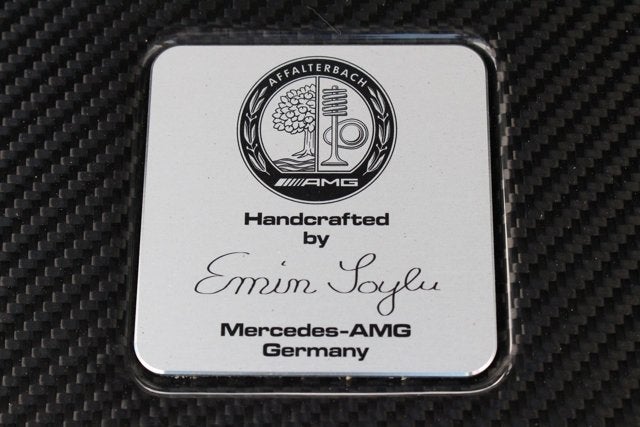 AFFALTERBACH
AMG
Handcrafted
by
Emin Soylu
Mercedes-AMG
Germany